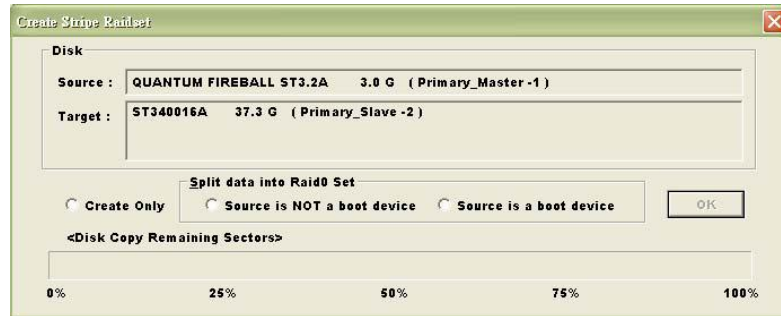 Create Stripe Raidset
Disk
Source : QUANTUM FIREBALL ST3.2A 3.0 G ( Primary_Master -1 )
Target : ST340016A 37.3 G ( Primary_Slave -2 )
Split data into Raid0 Set
Create Only Source is NOT a boot device Source is a boot device OK
<Disk Copy Remaining Sectors>
0% 25% 50% 75% 100%